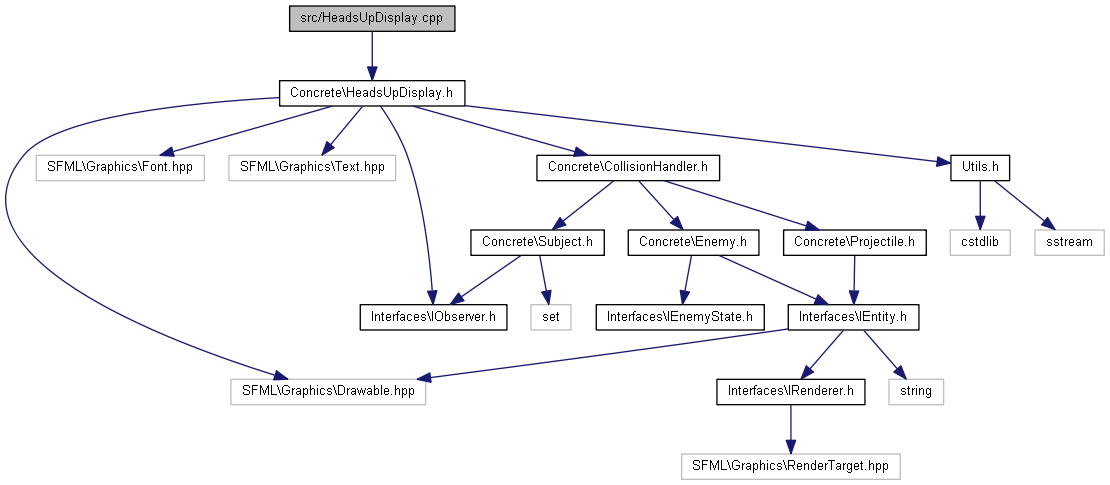 src/HeadsUpDisplay.cpp
Concrete\HeadsUpDisplay.h
SFML\Graphics\Font.hpp
SFML\Graphics\Text.hpp
Concrete\CollisionHandler.h
Utils.h
Concrete\Subject.h
Concrete\Enemy.h
Concrete\Projectile.h
cstdlib
sstream
Interfaces\IObserver.h
set
Interfaces\IEnemyState.h
Interfaces\IEntity.h
SFML\Graphics\Drawable.hpp
Interfaces\IRenderer.h
string
SFML\Graphics\RenderTarget.hpp